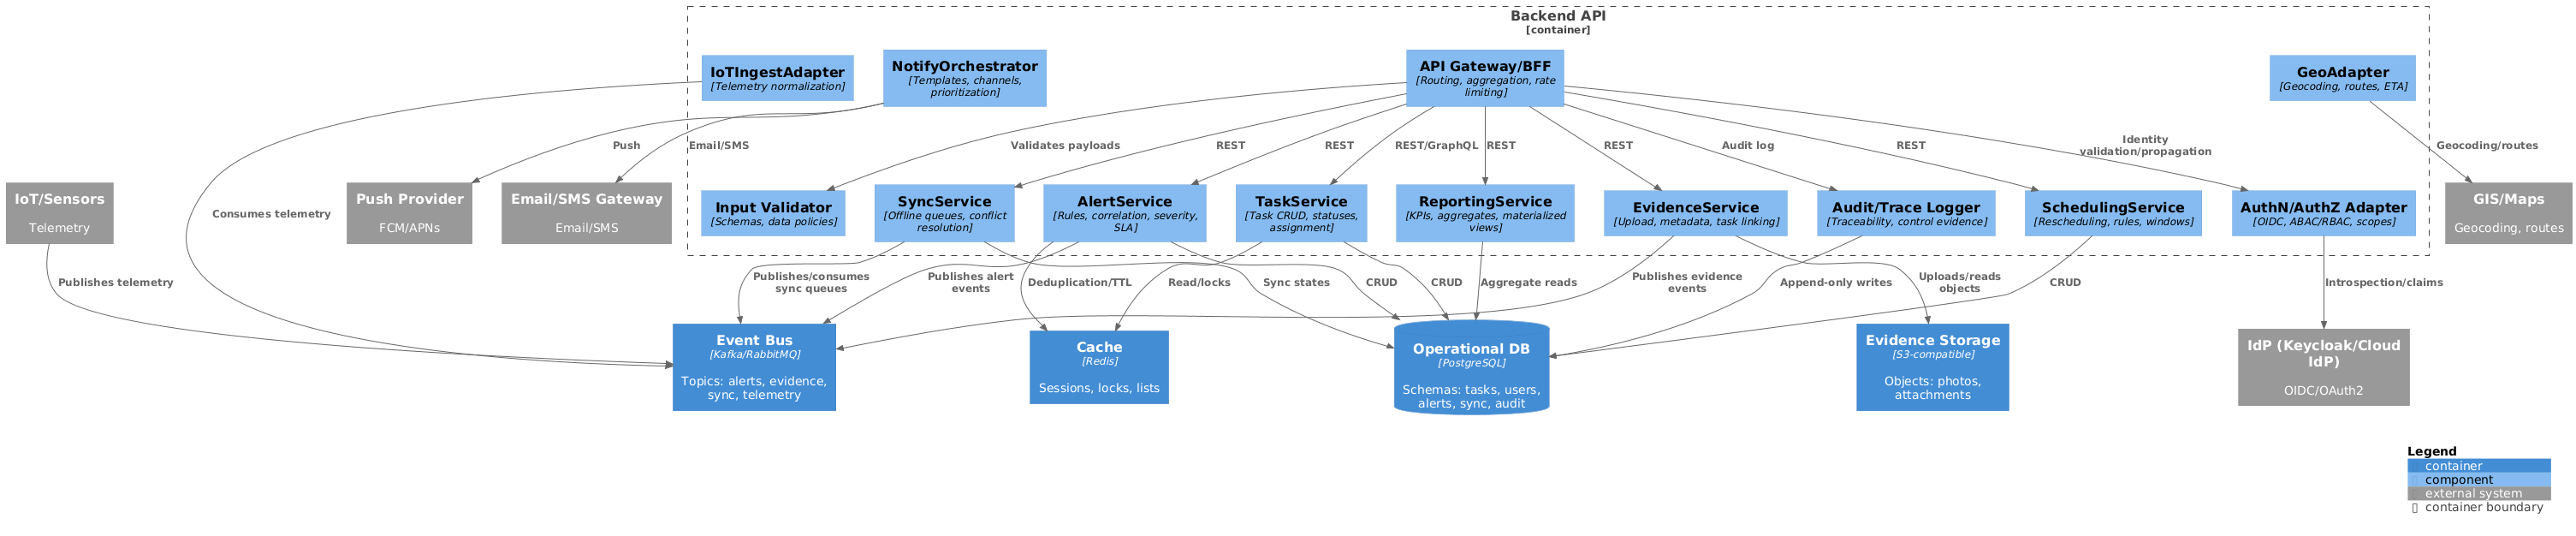 Backend API
[container]
IoTIngestAdapter
[Telemetry normalization]
NotifyOrchestrator
[Templates, channels,
prioritization]
API Gateway/BFF
[Routing, aggregation, rate
limiting]
GeoAdapter
[Geocoding, routes, ETA]
Push
Email/SMS
Validates payloads
REST
REST
REST/GraphQL
REST
REST
Audit log
REST
Identity
validation/propagation
Geocoding/routes
IoT/Sensors
Telemetry
Consumes telemetry
Push Provider
FCM/APNs
Email/SMS Gateway
Email/SMS
Input Validator
[Schemas, data policies]
SyncService
[Offline queues, conflict
resolution]
AlertService
[Rules, correlation, severity,
SLA]
TaskService
[Task CRUD, statuses,
assignment]
ReportingService
[KPIs, aggregates, materialized
views]
EvidenceService
[Upload, metadata, task linking]
Audit/Trace Logger
[Traceability, control evidence]
SchedulingService
[Rescheduling, rules, windows]
AuthN/AuthZ Adapter
[OIDC, ABAC/RBAC, scopes]
GIS/Maps
Geocoding, routes
Publishes telemetry
Publishes/consumes
sync queues
Publishes alert
events
Deduplication/TTL
Read/locks
Sync states
CRUD
CRUD
Aggregate reads
Publishes evidence
events
Append-only writes
Uploads/reads
objects
CRUD
Introspection/claims
Event Bus
[Kafka/RabbitMQ]
Topics: alerts, evidence,
sync, telemetry
Cache
[Redis]
Sessions, locks, lists
Operational DB
[PostgreSQL]
Schemas: tasks, users,
alerts, sync, audit
Evidence Storage
[S3-compatible]
Objects: photos,
attachments
IdP (Keycloak/Cloud
IdP)
OIDC/OAuth2
Legend
container
component
external system
container boundary